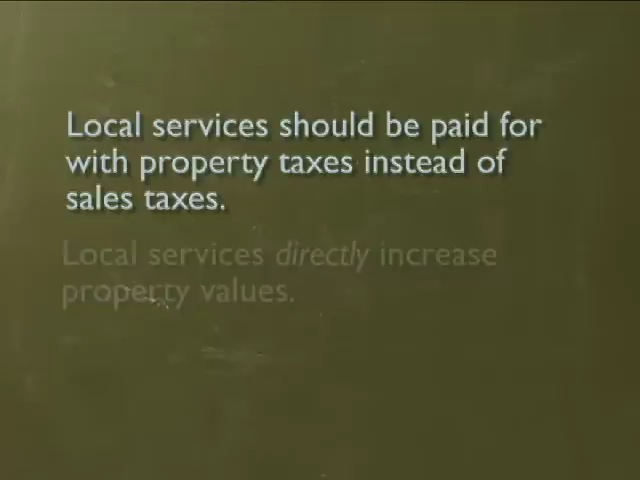 Local services should be paid for
with property taxes instead of
sales taxes.
Local services directly increase
property values.